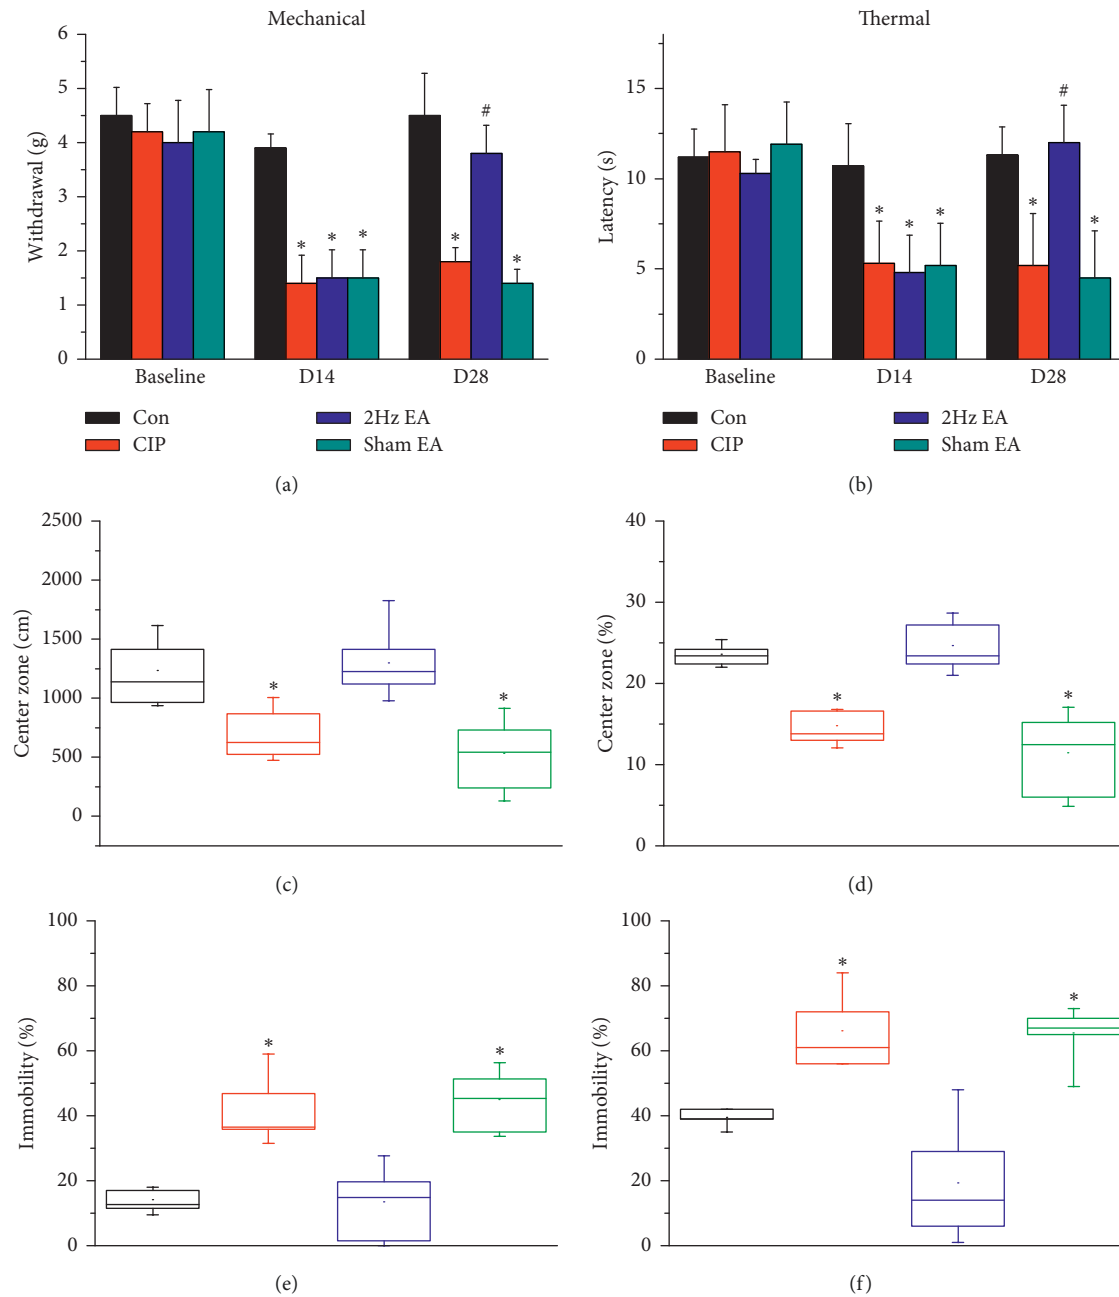 Mechanical
Thermal
6
5
4
3
2
1
0
Withdrawal (g)
* * *
* # *
Baseline D14 D28
Con 2Hz EA
CIP Sham EA
(a)
15
10
5
0
Latency (s)
* * *
* # *
Baseline D14 D28
Con 2Hz EA
CIP Sham EA
(b)
2500
2000
1500
1000
500
0
Center zone (cm)
* *
(c)
40
30
20
10
0
Center zone (%)
* *
(d)
100
80
60
40
20
0
Immobility (%)
* *
(e)
100
80
60
40
20
0
Immobility (%)
* *
(f)